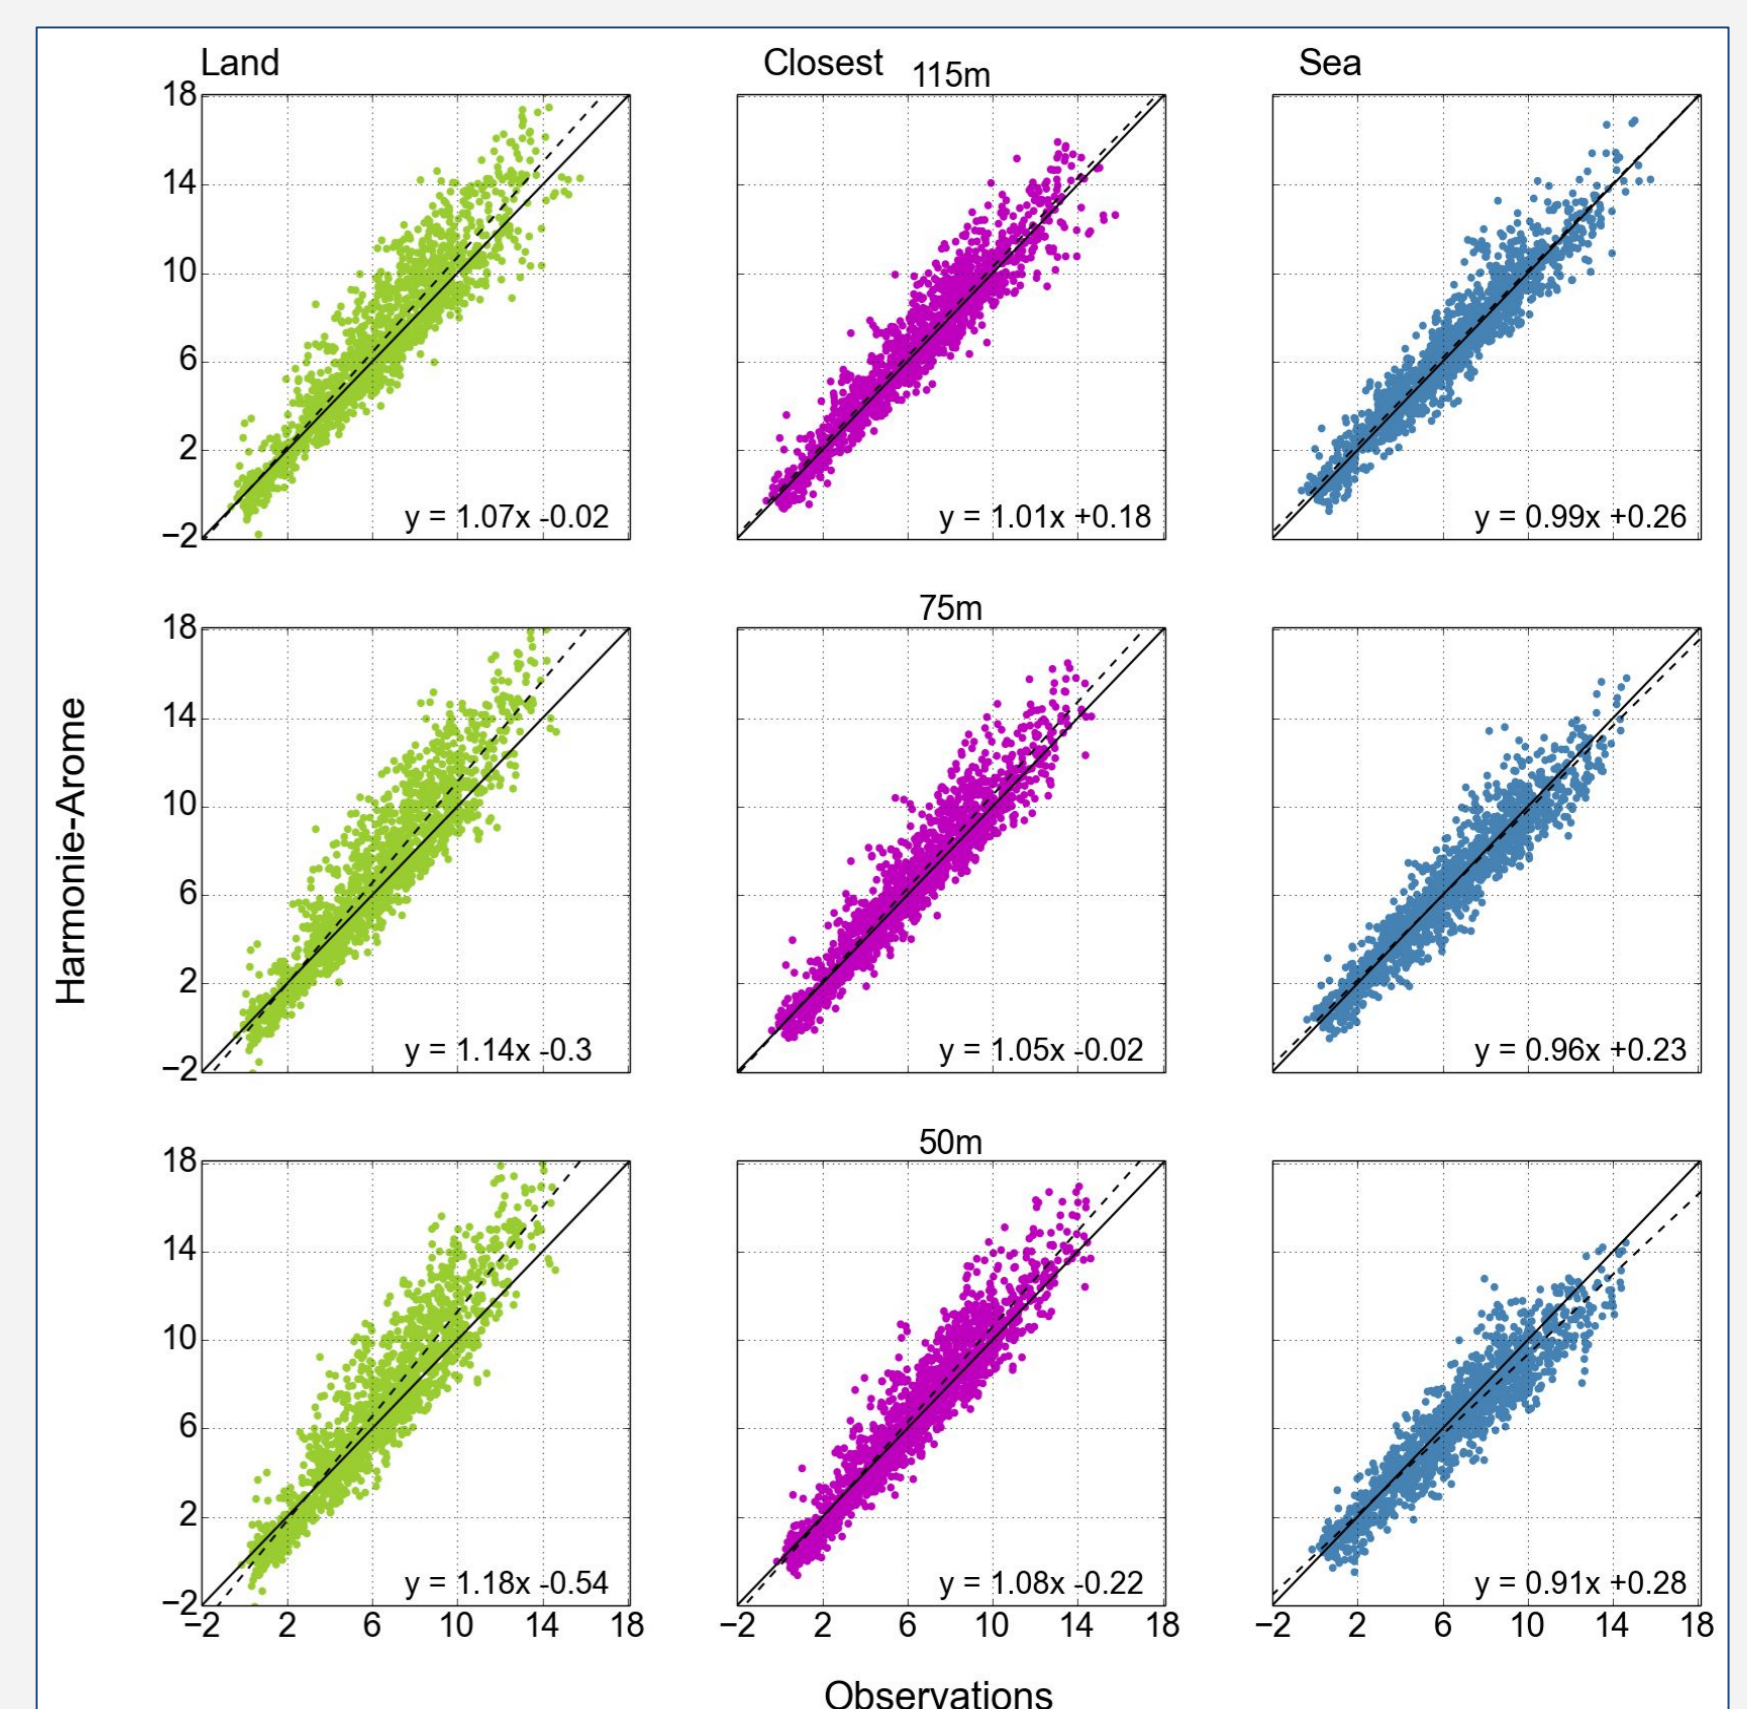 Land
Closest
115m
Sea
18
14
10
6
2
−2
y = 1.07x -0.02
y = 1.01x +0.18
y = 0.99x +0.26
75m
18
14
10
6
2
−2
y = 1.14x -0.3
y = 1.05x -0.02
y = 0.96x +0.23
Harmonie-Arome
50m
18
14
10
6
2
−2
y = 1.18x -0.54
y = 1.08x -0.22
y = 0.91x +0.28
−2 2 6 10 14 18
−2 2 6 10 14 18
−2 2 6 10 14 18
Observations